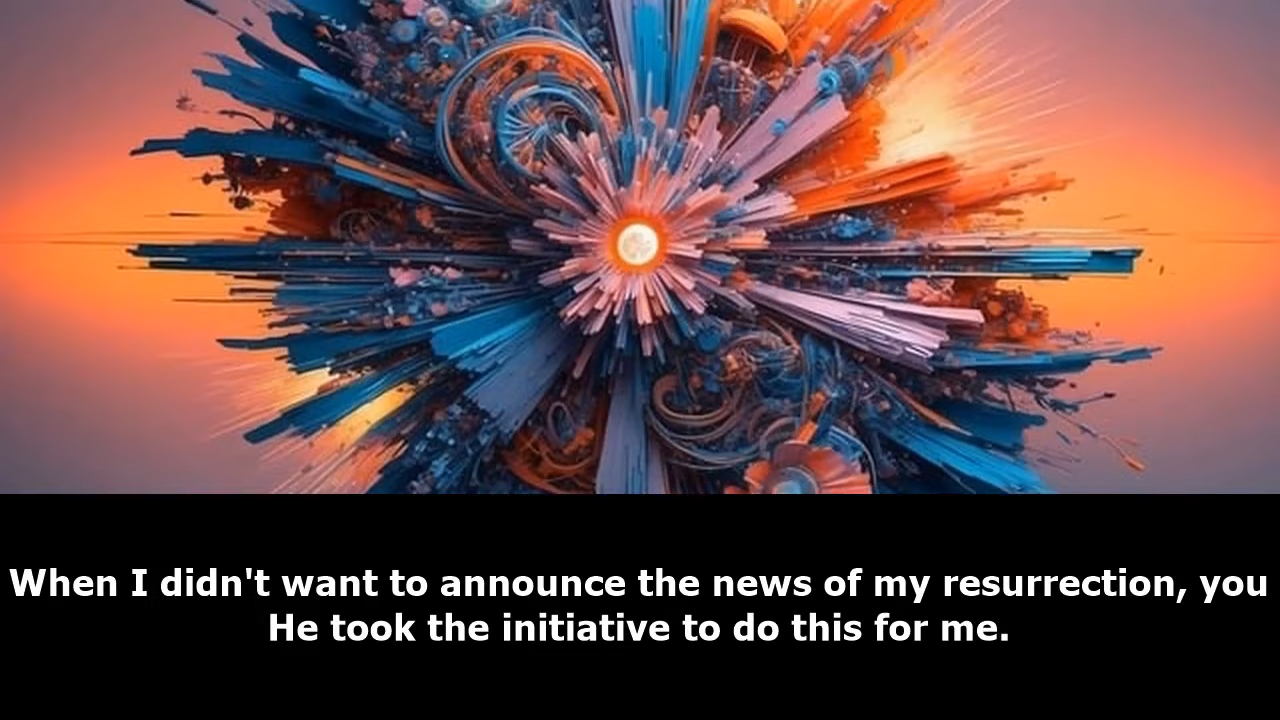 When I didn't want to announce the news of my resurrection, you
He took the initiative to do this for me.